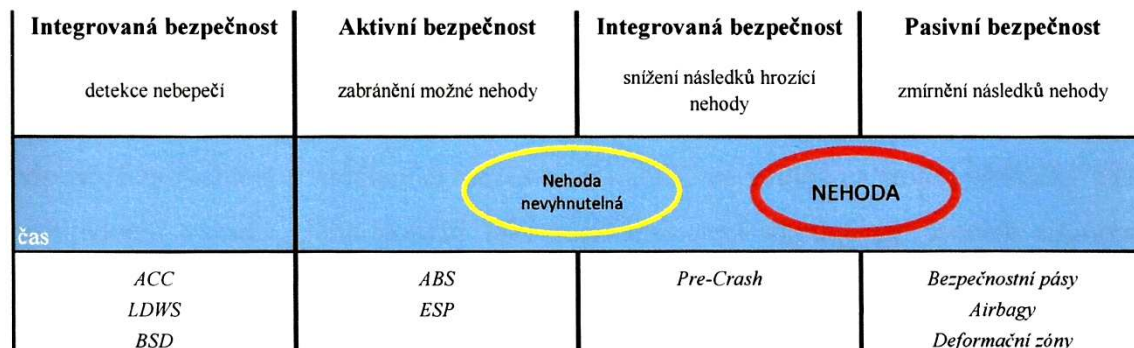 Integrovaná bezpečnost
Aktivní bezpečnost
Integrovaná bezpečnost
Pasivní bezpečnost
detekce nebepečí
zabránění možné nehody
snížení následků hrozící
nehody
zmírnění následků nehody
Nehoda
nevyhnutelná
NEHODA
čas
ACC
LDWS
BSD
ABS
ESP
Pre-Crash
Bezpečnostní pásy
Airbagy
Deformační zóny